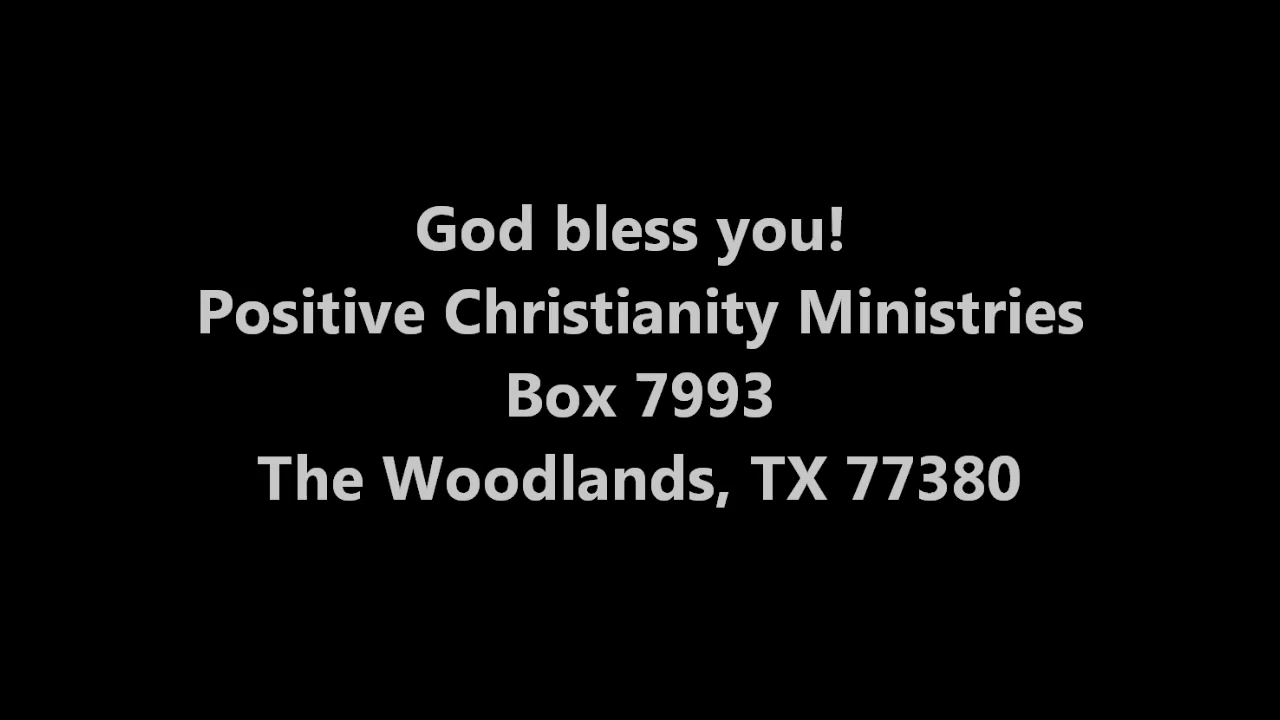 God bless you!
Positive Christianity Ministries
Box 7993
The Woodlands, TX 77380